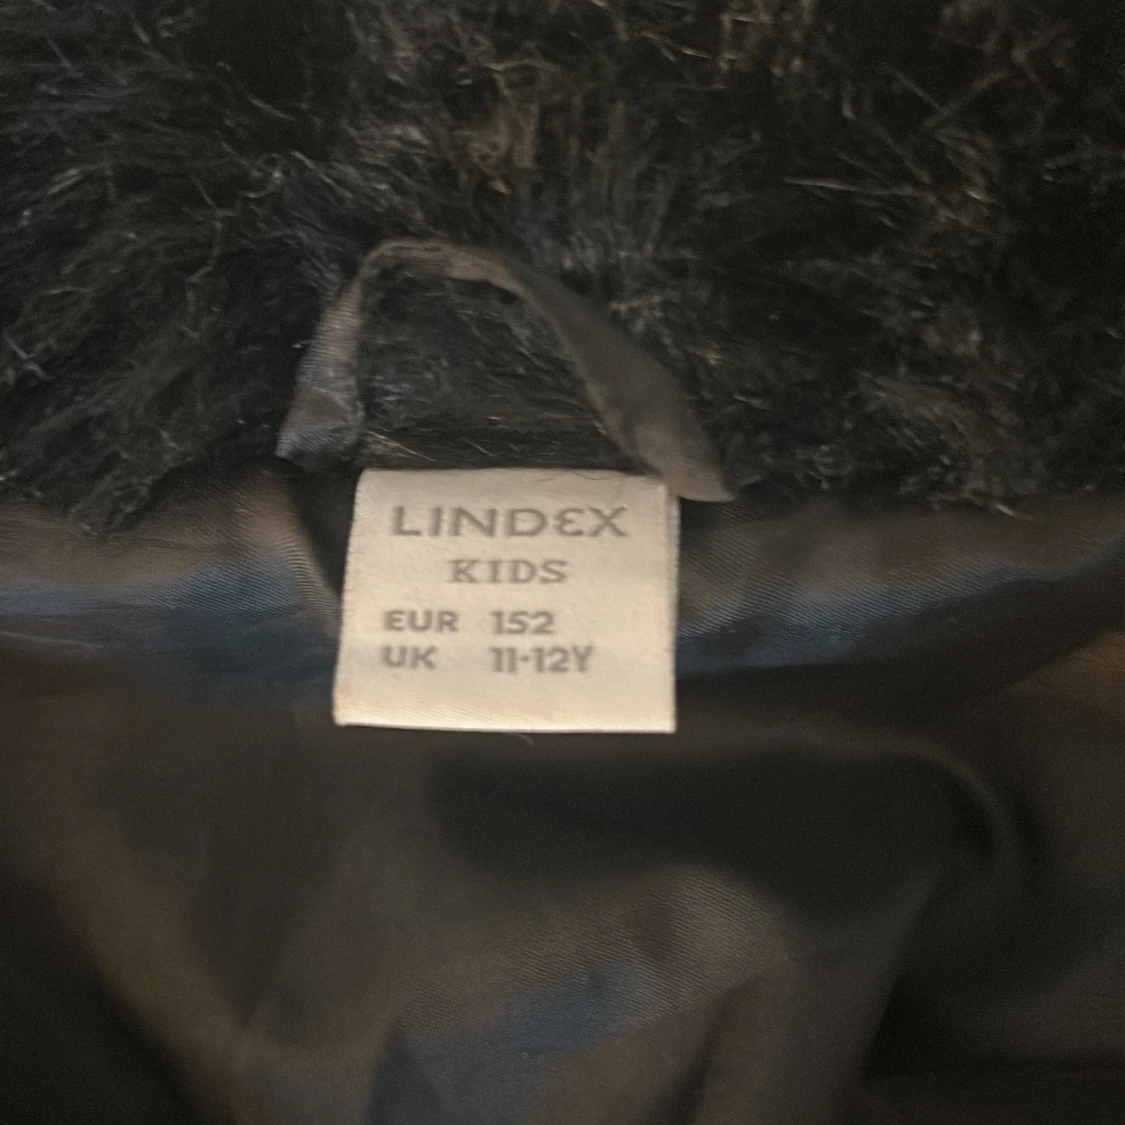 LINDEX
KIDS
EUR 152
UK 11-12Y